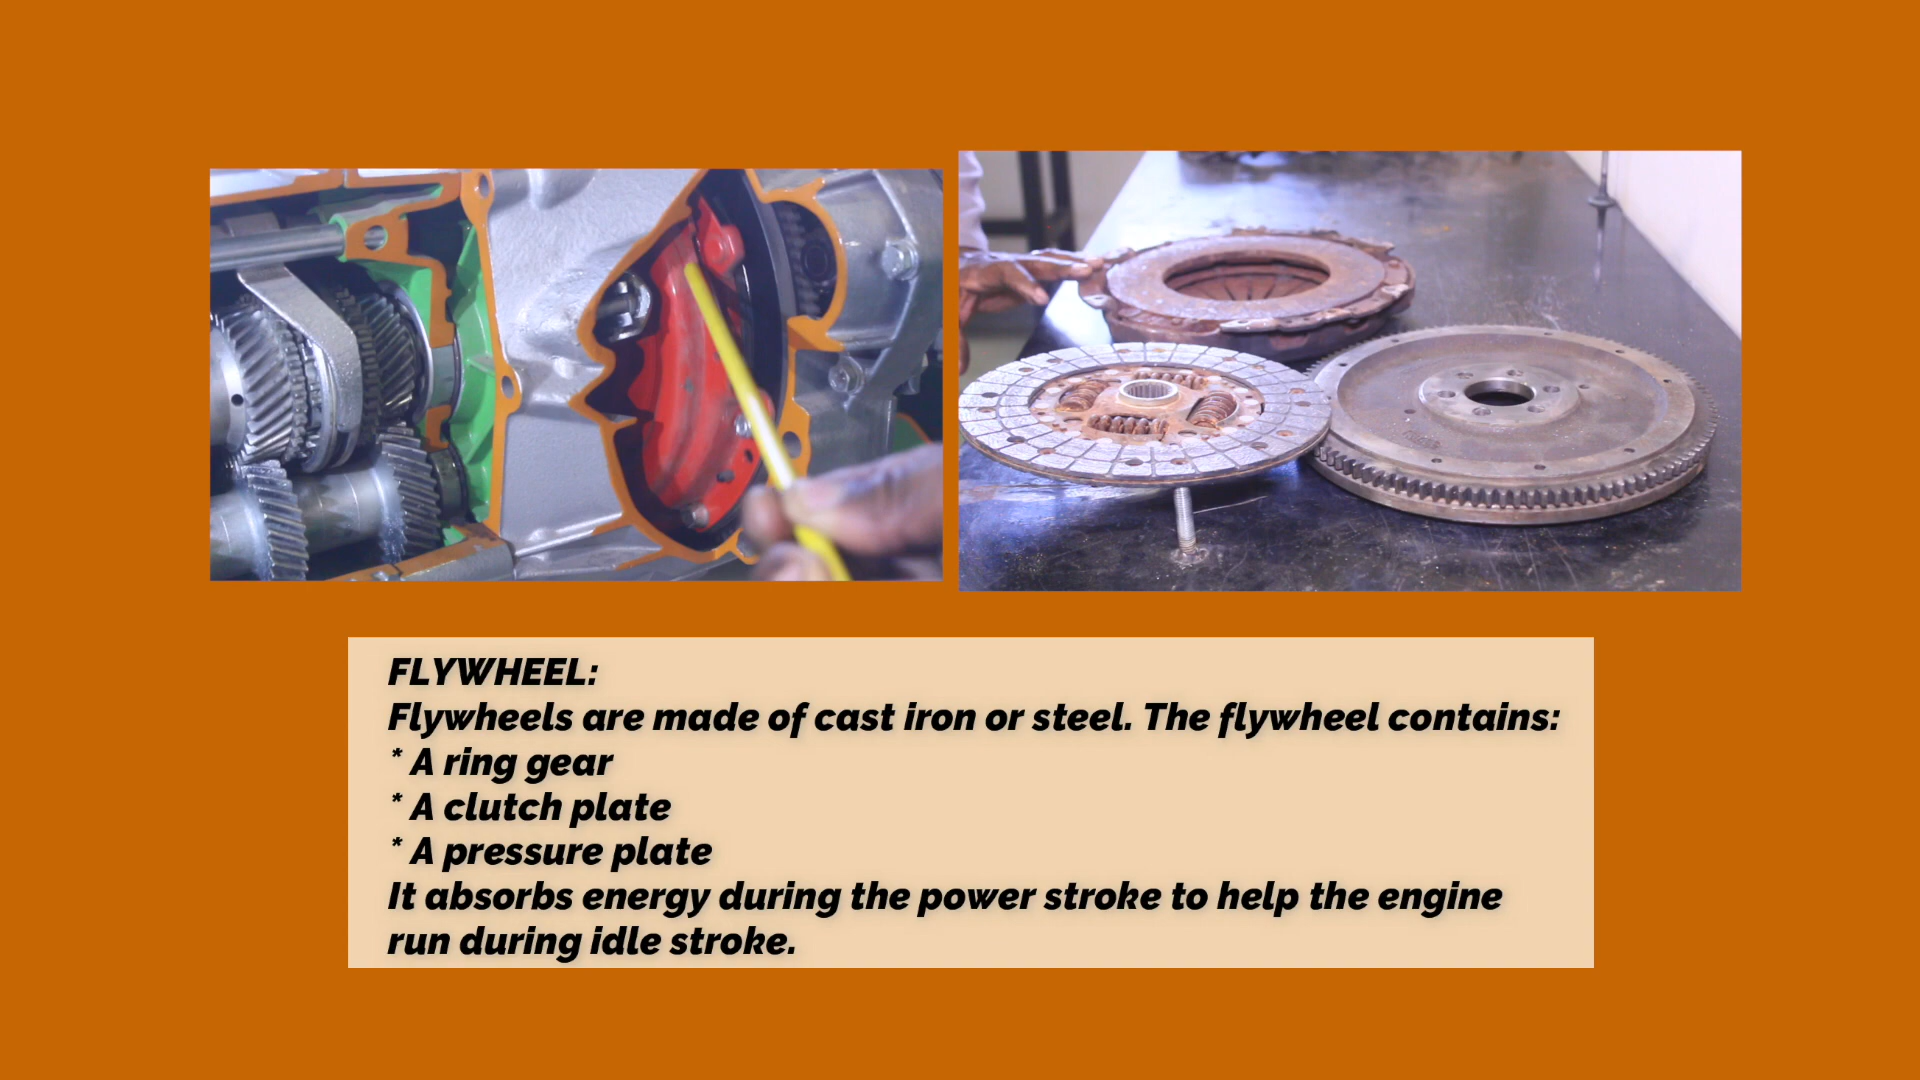 FLYWHEEL:
Flywheels are made of cast iron or steel. The flywheel contains:
* A ring gear
* A clutch plate
* A pressure plate
It absorbs energy during the power stroke to help the engine
run during idle stroke.